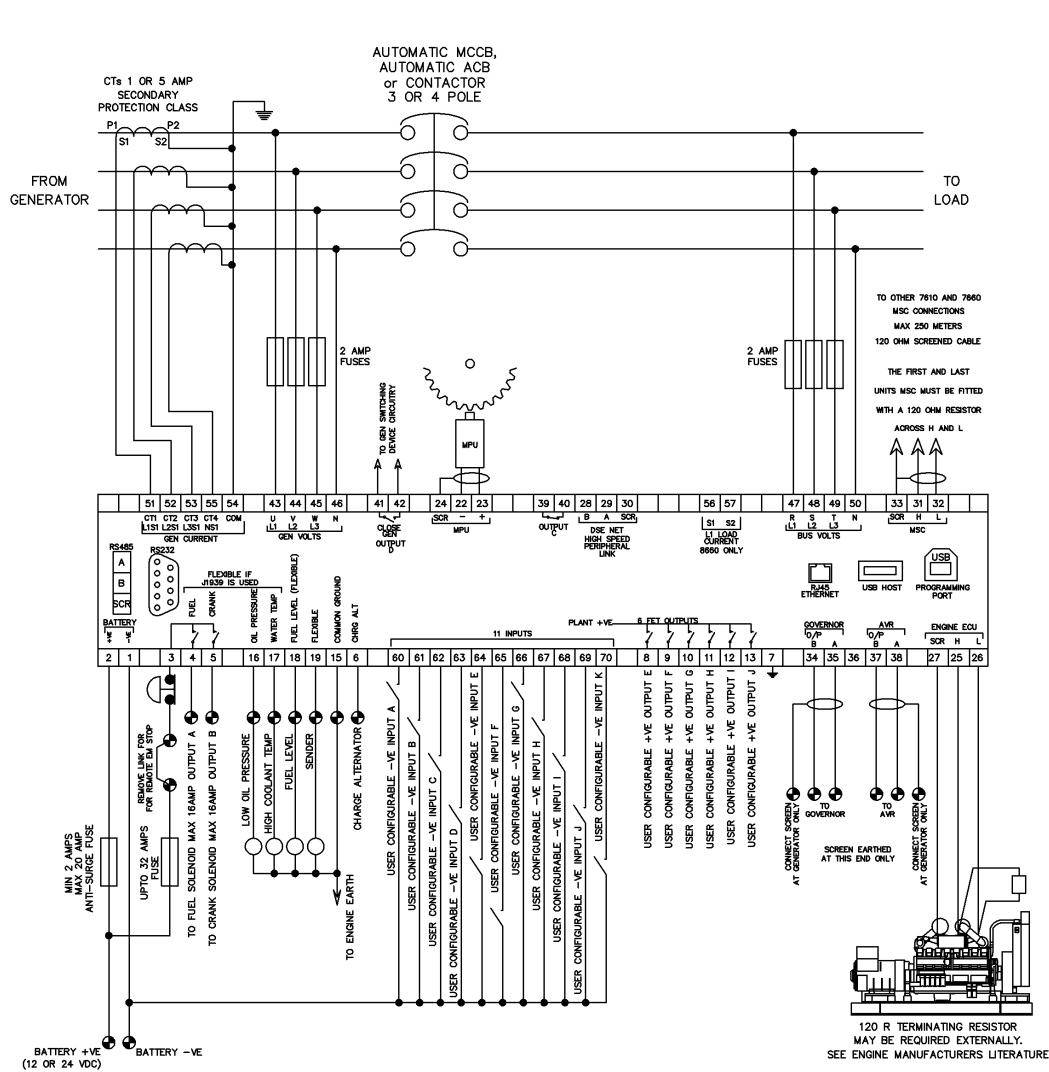 AUTOMATIC MCCB,
AUTOMATIC ACB
or CONTACTOR
3 OR 4 POLE
CTs 1 OR 5 AMP
SECONDARY
PROTECTION CLASS
P1 P2
S1 S2
FROM
GENERATOR
TO
LOAD
2 AMP
FUSES
2 AMP
FUSES
TO OTHER 7610 AND 7660
MSC CONNECTIONS
MAX 250 METERS
120 OHM SCREENED CABLE
THE FIRST AND LAST
UNITS MSC MUST BE FITTED
WITH A 120 OHM RESISTOR
ACROSS H AND L
TO GEN SWITCHING
DEVICE CIRCUITRY
MPU
51 52 53 55 54 43 44 45 46 41 42 24 22 23 39 40 28 29 30 56 57 47 48 49 50 33 31 32
CT1 CT2 CT3 CT4 COM
L1S1 L2S1 L3S1 NS1
GEN CURRENT
U V W N
L1 L2 L3
GEN VOLTS
CLOSE
GEN
OUTPUT
D
SCR - +
MPU
OUTPUT
C
B A SCR
DSE NET
HIGH SPEED
PERIPHERAL
LINK
S1 S2
L1 LOAD
CURRENT
8660 ONLY
R S T N
L1 L2 L3
BUS VOLTS
SCR H L
MSC
RS485
A
B
SCR
RS232
FLEXIBLE IF
J1939 IS USED
FUEL
CRANK
OIL PRESSURE
WATER TEMP
FUEL LEVEL (FLEXIBLE)
FLEXIBLE
COMMON GROUND
CHRG ALT
RJ45
ETHERNET
USB HOST
USB
PROGRAMMING
PORT
BATTERY
+VE
-VE
11 INPUTS
PLANT +VE
6 FET OUTPUTS
GOVERNOR
O/P
B A
AVR
O/P
B A
ENGINE ECU
SCR H L
2 1 3 4 5 16 17 18 19 15 6 60 61 62 63 64 65 66 67 68 69 70 8 9 10 11 12 13 7 34 35 36 37 38 27 25 26
REMOVE LINK FOR
FOR REMOTE EM STOP
MIN 2 AMPS
MAX 20 AMP
ANTI-SURGE FUSE
UPTO 32 AMPS
FUSE
TO FUEL SOLENOID MAX 16AMP OUTPUT A
TO CRANK SOLENOID MAX 16AMP OUTPUT B
LOW OIL PRESSURE
HIGH COOLANT TEMP
FUEL LEVEL
SENDER
TO ENGINE EARTH
CHARGE ALTERNATOR
USER CONFIGURABLE -VE INPUT A
USER CONFIGURABLE -VE INPUT B
USER CONFIGURABLE -VE INPUT C
USER CONFIGURABLE -VE INPUT D
USER CONFIGURABLE -VE INPUT E
USER CONFIGURABLE -VE INPUT F
USER CONFIGURABLE -VE INPUT G
USER CONFIGURABLE -VE INPUT H
USER CONFIGURABLE -VE INPUT I
USER CONFIGURABLE -VE INPUT J
USER CONFIGURABLE -VE INPUT K
USER CONFIGURABLE +VE OUTPUT E
USER CONFIGURABLE +VE OUTPUT F
USER CONFIGURABLE +VE OUTPUT G
USER CONFIGURABLE +VE OUTPUT H
USER CONFIGURABLE +VE OUTPUT I
USER CONFIGURABLE +VE OUTPUT J
CONNECT SCREEN
AT GENERATOR ONLY
TO
GOVERNOR
TO
AVR
CONNECT SCREEN
AT GENERATOR ONLY
SCREEN EARTHED
AT THIS END ONLY
BATTERY +VE
(12 OR 24 VDC)
BATTERY -VE
120 R TERMINATING RESISTOR
MAY BE REQUIRED EXTERNALLY.
SEE ENGINE MANUFACTURERS LITERATURE